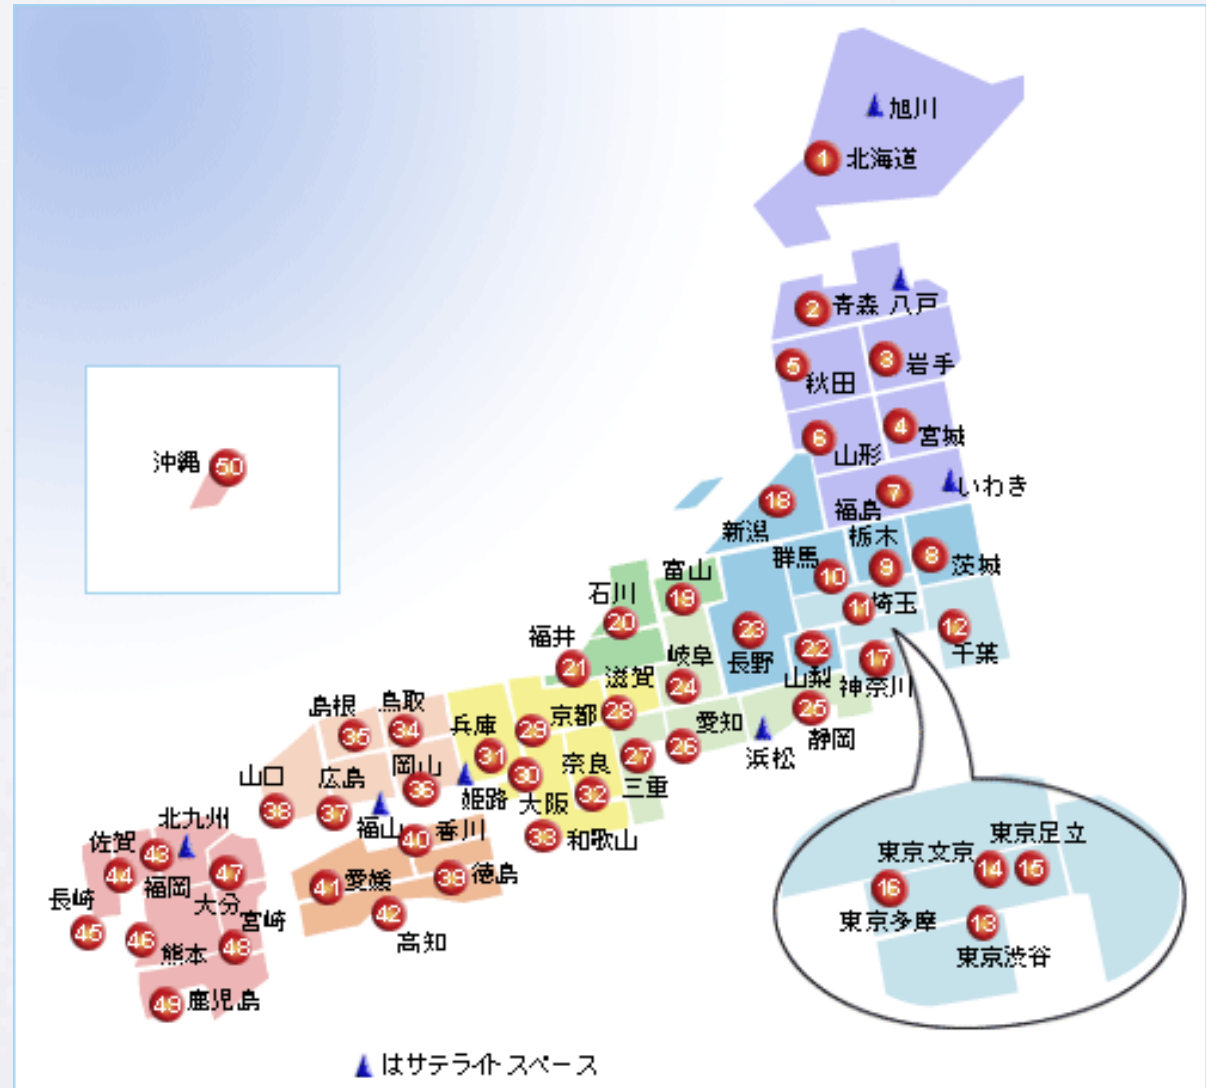 旭川
1 北海道
2 青森 八戸
5 秋田
3 岩手
6 山形
4 宮城
7 福島
いわき
沖縄 50
18 新潟
群馬 10
栃木 9
8 茨城
11 埼玉
12 千葉
富山 19
石川 20
福井 21
23 長野
22 山梨
17 神奈川
岐阜 24
滋賀 28
25 静岡
愛知 26
浜松
27 三重
京都 29
兵庫 31
姫路
30 大阪
奈良 32
33 和歌山
鳥取 34
島根 35
岡山 36
広島 37
福山
山口 38
40 香川
39 徳島
41 愛媛
42 高知
北九州
43 福岡
佐賀 44
長崎 45
47 大分
46 熊本
宮崎 48
49 鹿児島
東京文京 14
東京足立 15
16 東京多摩
13 東京渋谷
はサテライトスペース